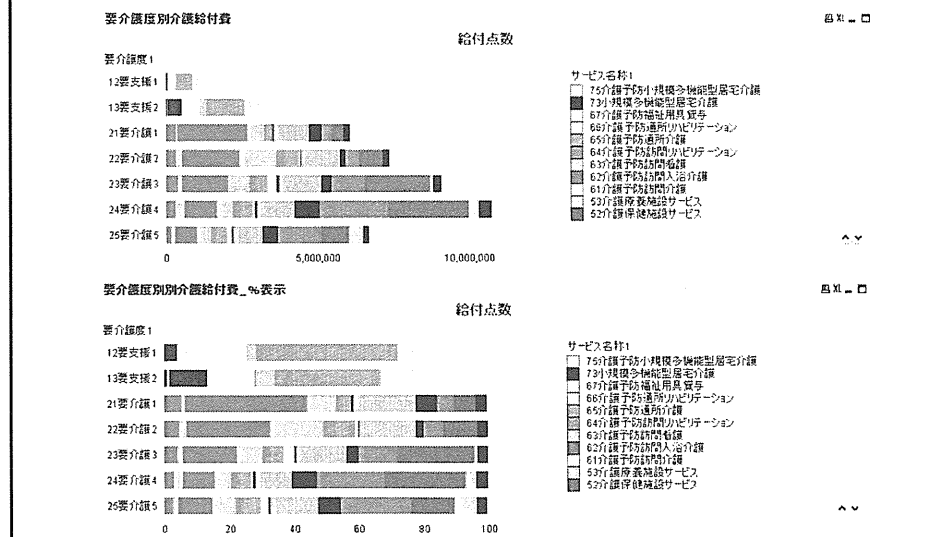 要介護度別介護給付費
XL
給付点数
要介護度1
12要支援1
13要支援2
21要介護1
22要介護2
23要介護3
24要介護4
25要介護5
0 5,000,000 10,000,000
サービス名称1
75介護予防小規模多機能型居宅介護
73小規模多機能型居宅介護
67介護予防福祉用具貸与
66介護予防通所リハビリテーション
65介護予防通所介護
64介護予防訪問リハビリテーション
63介護予防訪問看護
62介護予防訪問入浴介護
61介護予防訪問介護
53介護療養施設サービス
52介護保健施設サービス
要介護度別別介護給付費_%表示
XL
給付点数
要介護度1
12要支援1
13要支援2
21要介護1
22要介護2
23要介護3
24要介護4
25要介護5
0 20 40 60 80 100
サービス名称1
75介護予防小規模多機能型居宅介護
73小規模多機能型居宅介護
67介護予防福祉用具貸与
66介護予防通所リハビリテーション
65介護予防通所介護
64介護予防訪問リハビリテーション
63介護予防訪問看護
62介護予防訪問入浴介護
61介護予防訪問介護
53介護療養施設サービス
52介護保健施設サービス